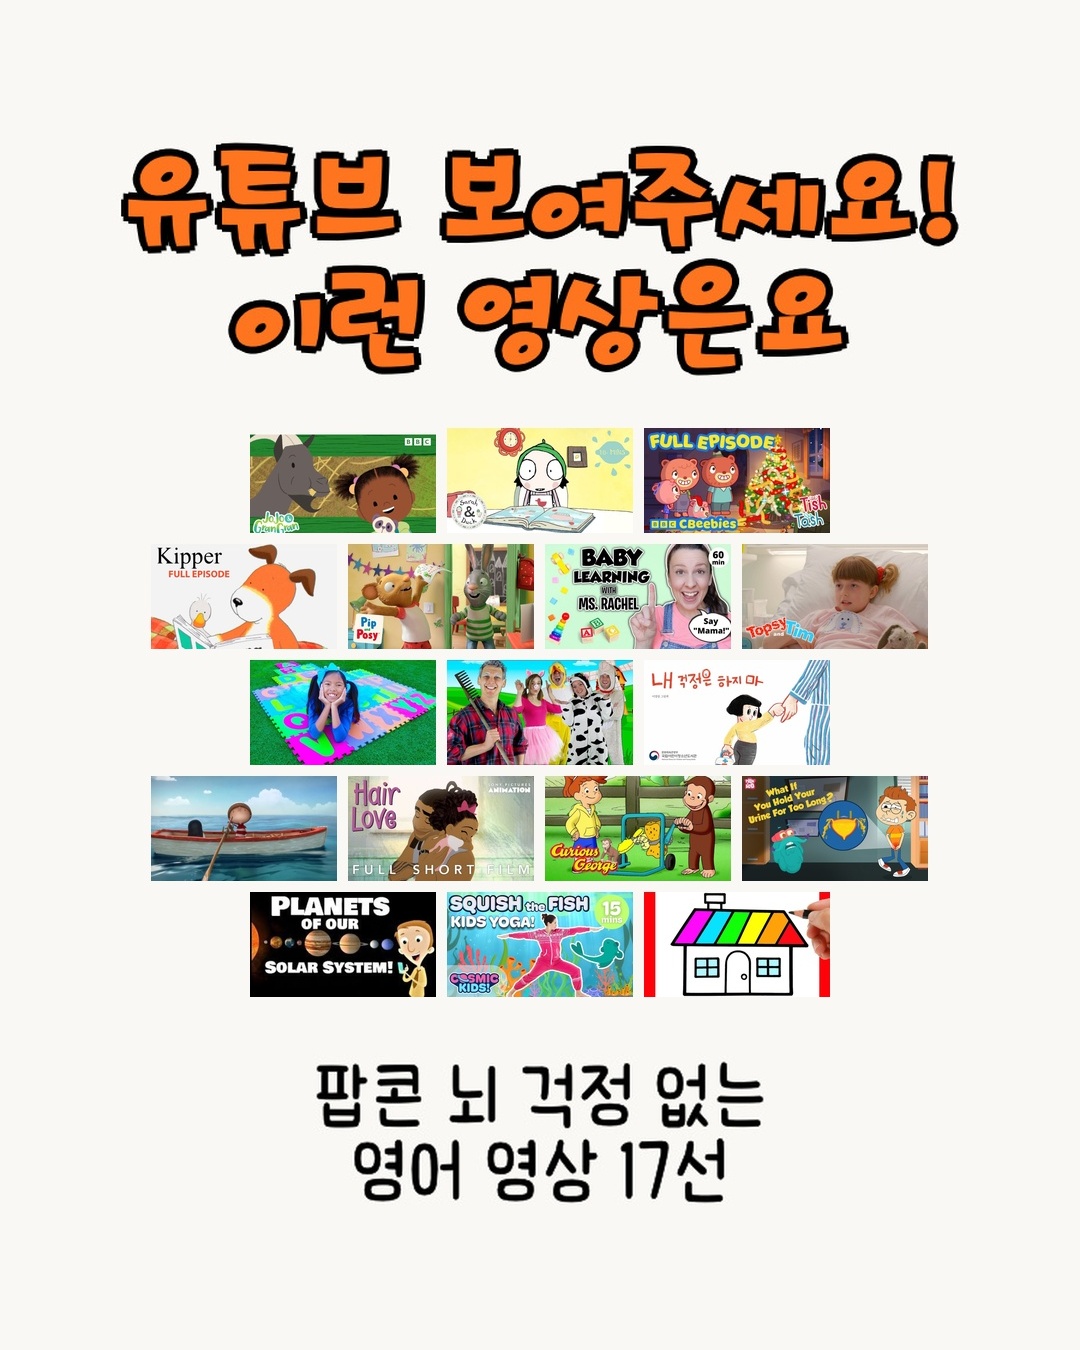 유튜브 보여주세요!
이런 영상은요
BBC
JoJo &
GranGran
Sarah
&
Duck
FULL EPISODE
Tish
Tash
BBC CBeebies
Kipper
FULL EPISODE
Pip
and
Posy
BABY
LEARNING
WITH
MS. RACHEL
60
min
Say
"Mama!"
Topsy
and Tim
내 걱정은 하지 마
Hair
Love
SONY PICTURES
ANIMATION
FULL SHORT FILM
Curious
George
What If
You Hold Your
Urine For Too Long?
PLANETS
OF OUR
SOLAR SYSTEM!
SQUISH the FISH
KIDS YOGA!
15
mins
COSMIC
KIDS!
팝콘 뇌 걱정 없는
영어 영상 17선